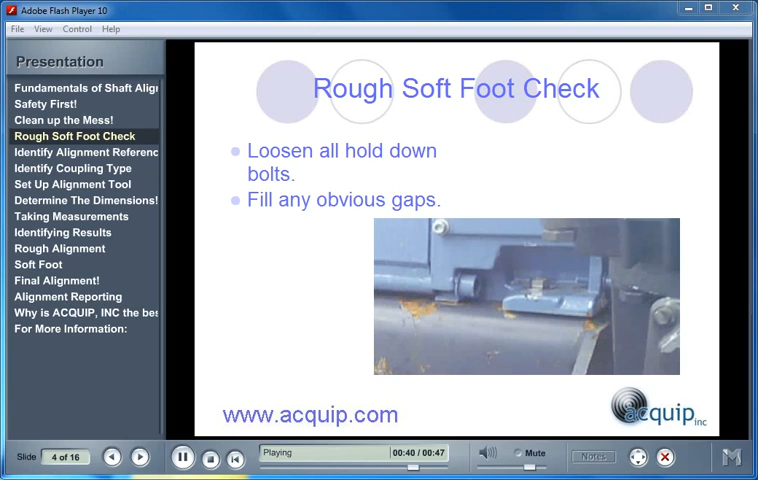 Adobe Flash Player 10
File View Control Help
Presentation
Fundamentals of Shaft Alig
Safety First!
Clean up the Mess!
Rough Soft Foot Check
Identify Alignment Referenc
Identify Coupling Type
Set Up Alignment Tool
Determine The Dimensions!
Taking Measurements
Identifying Results
Rough Alignment
Soft Foot
Final Alignment!
Alignment Reporting
Why is ACQUIP, INC the bes
For More Information:
Rough Soft Foot Check
Loosen all hold down
bolts.
Fill any obvious gaps.
www.acquip.com
acquip inc
Slide 4 of 16 Playing 00:40 / 00:47 Mute Notes